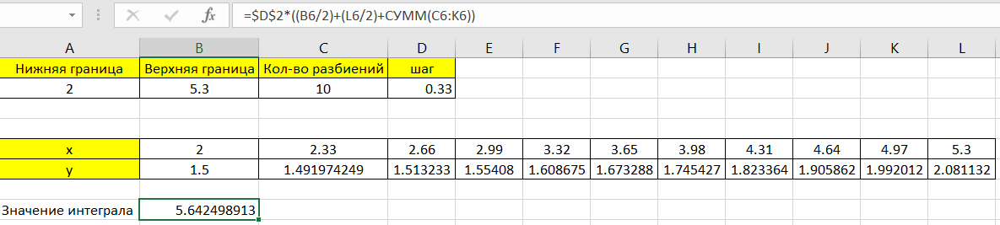 fx =$D$2*((B6/2)+(L6/2)+СУММ(C6:K6))
A B C D E F G H I J K L
Нижняя граница Верхняя граница Кол-во разбиений шаг
2 5.3 10 0.33
x 2 2.33 2.66 2.99 3.32 3.65 3.98 4.31 4.64 4.97 5.3
y 1.5 1.491974249 1.513233 1.55408 1.608675 1.673288 1.745427 1.823364 1.905862 1.992012 2.081132
Значение интеграла 5.642498913